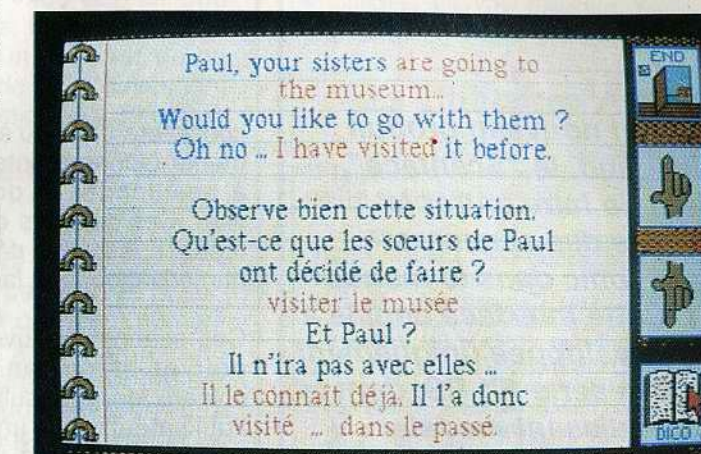 Paul, your sisters are going to
the museum...
Would you like to go with them ?
Oh no ... I have visited it before.
Observe bien cette situation.
Qu'est-ce que les soeurs de Paul
ont décidé de faire ?
visiter le musée
Et Paul ?
Il n'ira pas avec elles ...
Il le connaît déjà. Il l'a donc
visité ... dans le passé.
END
DICO